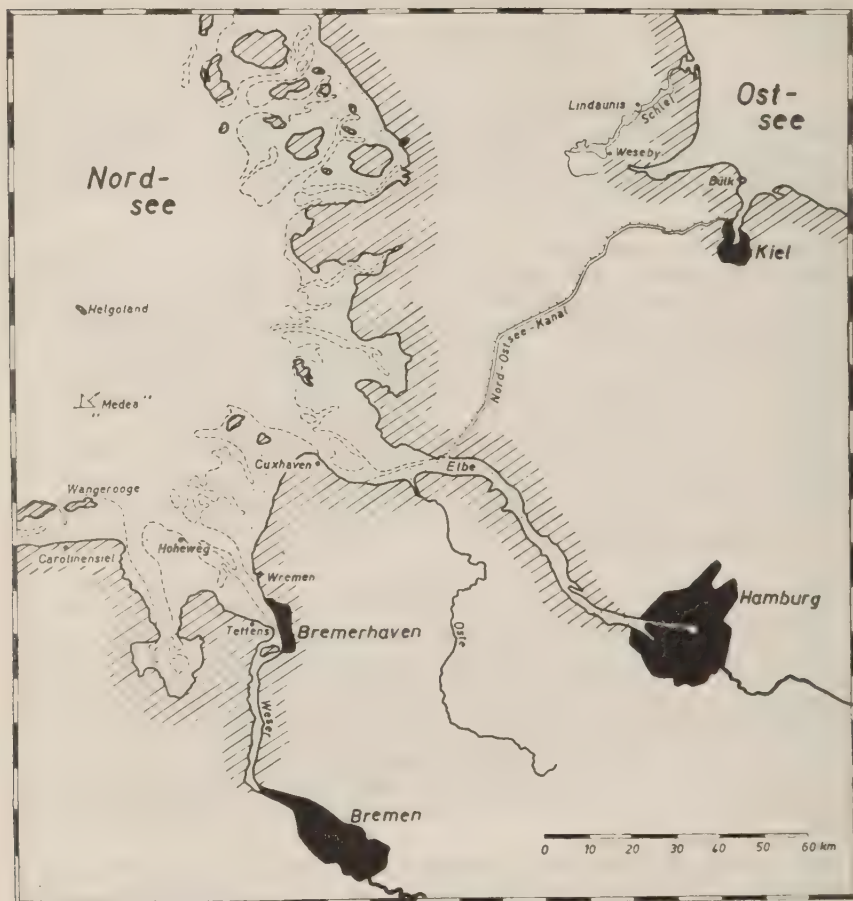 Nord-
see
Ost-
see
Lindaunis
Schlei
Weseby
Bülk
Kiel
Helgoland
Nord-Ostsee-Kanal
"Medea"
Cuxhaven
Elbe
Wangerooge
Hoheweg
Carolinensiel
Wremen
Hamburg
Tettens
Bremerhaven
Oste
Weser
Bremen
0 10 20 30 40 50 60 km